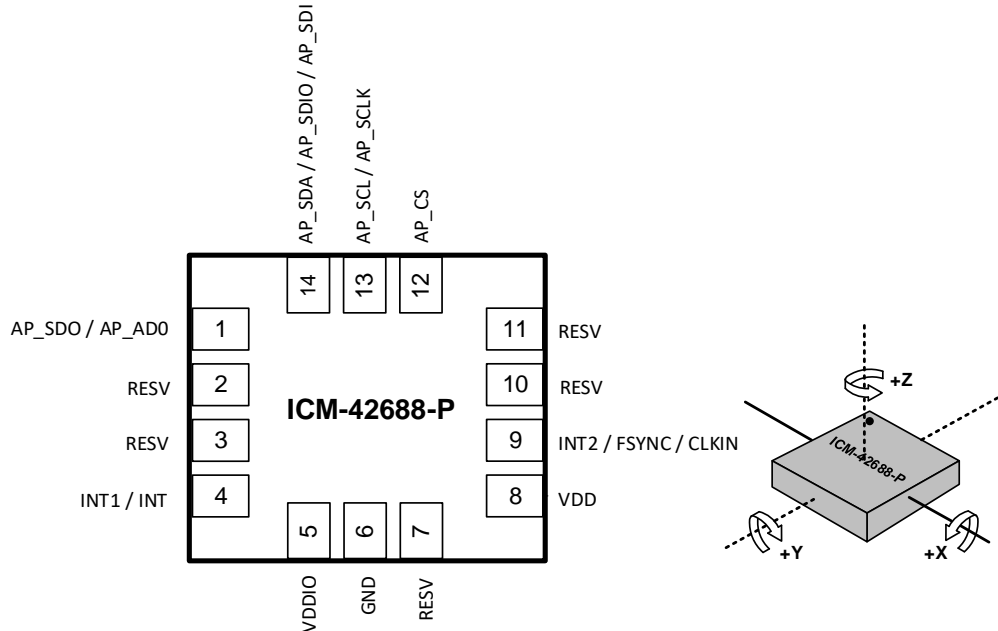 AP_SDA / AP_SDIO / AP_SDI
AP_SCL / AP_SCLK
AP_CS
14
13
12
AP_SDO / AP_AD0
1
11
RESV
RESV
2
10
RESV
ICM-42688-P
RESV
3
9
INT2 / FSYNC / CLKIN
INT1 / INT
4
8
VDD
5
6
7
VDDIO
GND
RESV
+Z
ICM-42688-P
+Y
+X